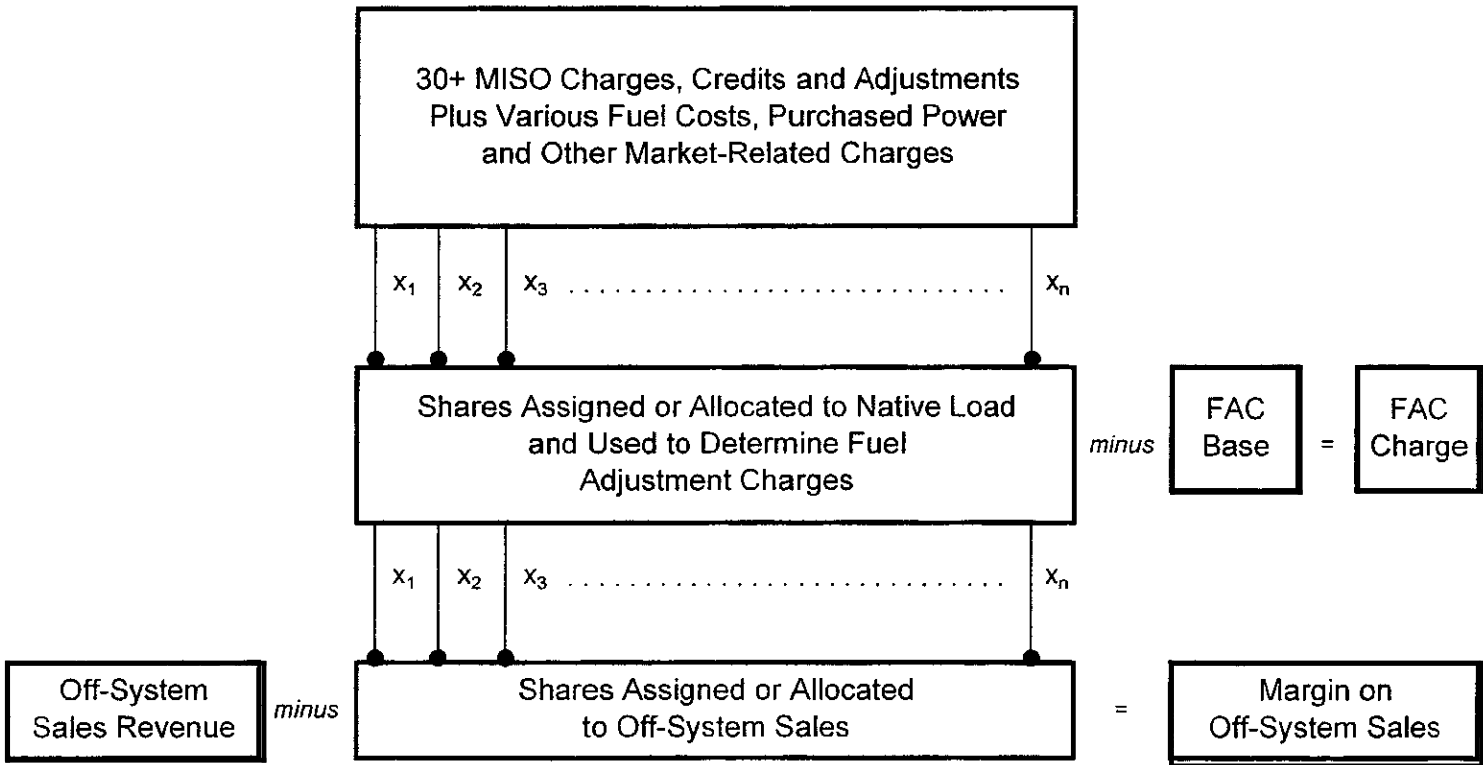 30+ MISO Charges, Credits and Adjustments
Plus Various Fuel Costs, Purchased Power
and Other Market-Related Charges
x₁ x₂ x₃ . . . . . . . . . . . . . . . . . . . . . . . . . . . . . xₙ
Shares Assigned or Allocated to Native Load
and Used to Determine Fuel
Adjustment Charges
minus
FAC
Base
=
FAC
Charge
x₁ x₂ x₃ . . . . . . . . . . . . . . . . . . . . . . . . . . . . . xₙ
Off-System
Sales Revenue
minus
Shares Assigned or Allocated
to Off-System Sales
=
Margin on
Off-System Sales